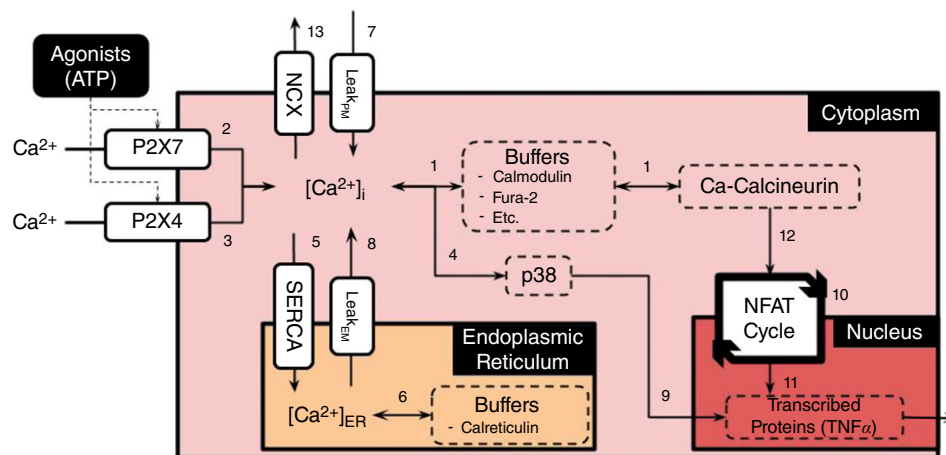 13
7
Agonists
(ATP)
NCX
Leak_PM
Cytoplasm
Ca²⁺
P2X7
2
Buffers
- Calmodulin
- Fura-2
- Etc.
1
1
Ca-Calcineurin
[Ca²⁺]ᵢ
Ca²⁺
P2X4
3
5
8
4
12
p38
SERCA
Leak_EM
NFAT
Cycle
10
Endoplasmic
Reticulum
Nucleus
[Ca²⁺]_ER
6
Buffers
- Calreticulin
9
11
Transcribed
Proteins (TNFα)